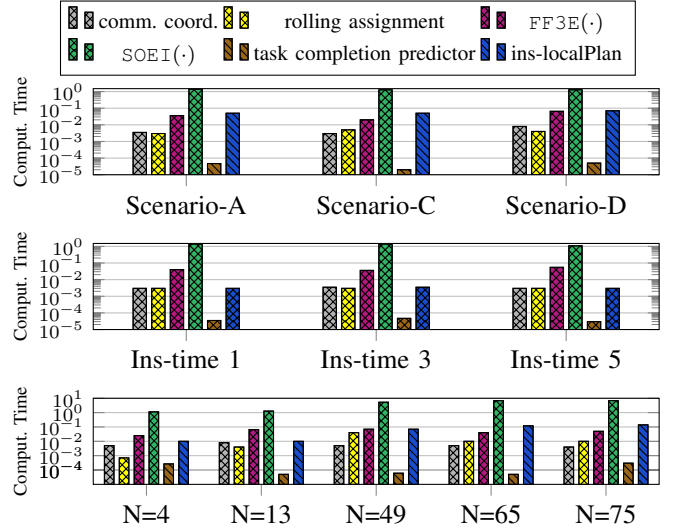 comm. coord. rolling assignment FF3E(·)
SOEI(·) task completion predictor ins-localPlan
Comput. Time
10^0
10^-1
10^-2
10^-3
10^-4
10^-5
Scenario-A Scenario-C Scenario-D
Comput. Time
10^0
10^-1
10^-2
10^-3
10^-4
10^-5
Ins-time 1 Ins-time 3 Ins-time 5
Comput. Time
10^1
10^0
10^-1
10^-2
10^-3
10^-4
N=4 N=13 N=49 N=65 N=75